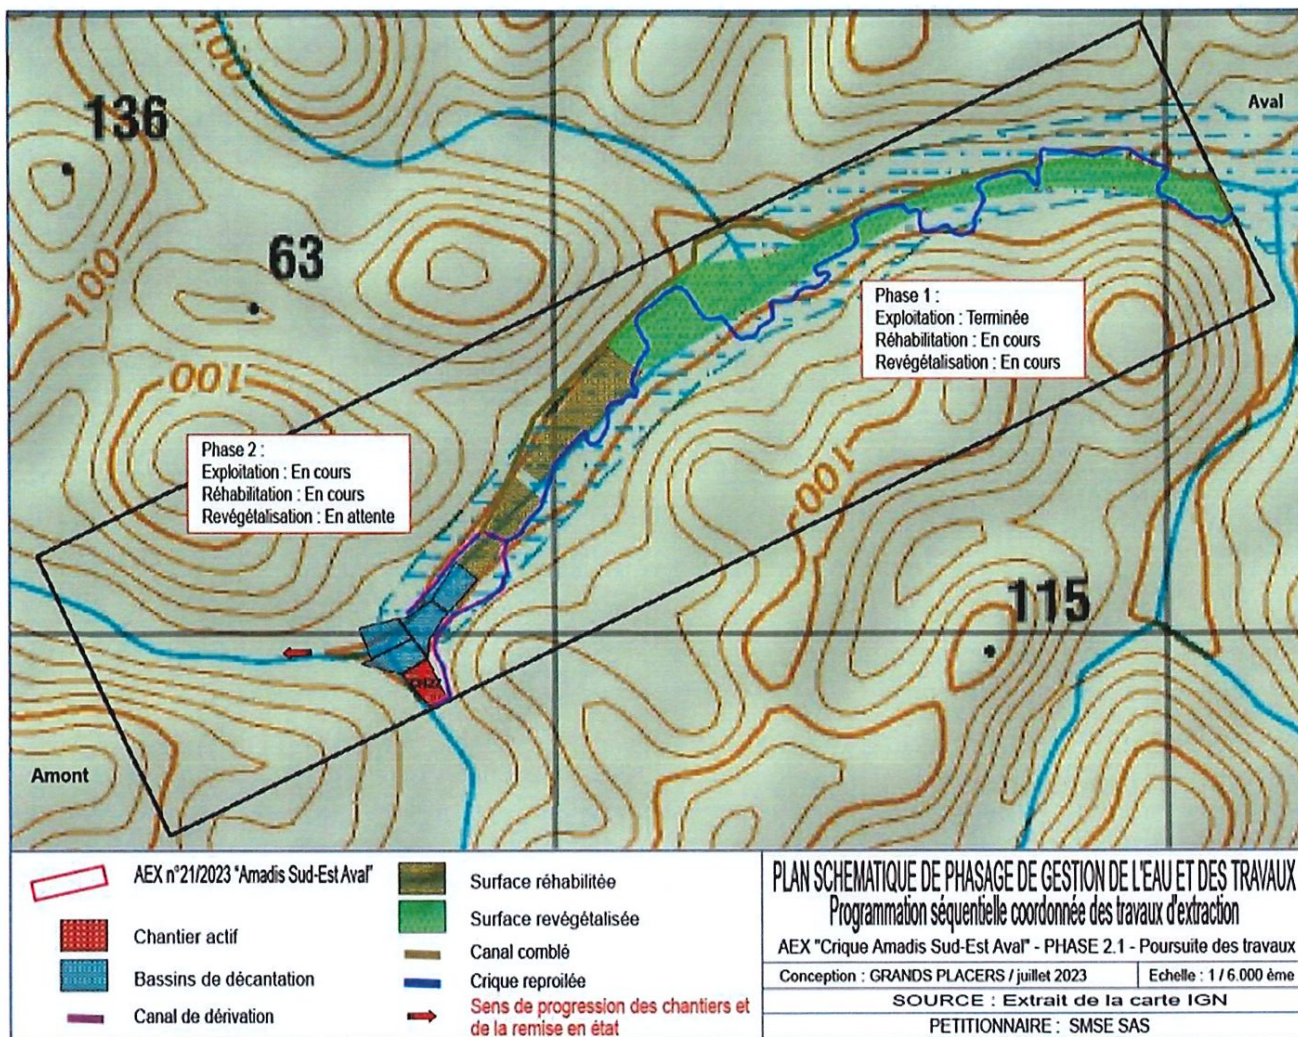 100
Aval
136
63
100
Phase 1 :
Exploitation : Terminée
Réhabilitation : En cours
Revégétalisation : En cours
100
Phase 2 :
Exploitation : En cours
Réhabilitation : En cours
Revégétalisation : En attente
100
115
Amont
AEX n°21/2023 "Amadis Sud-Est Aval"
Chantier actif
Bassins de décantation
Canal de dérivation
Surface réhabilitée
Surface revégétalisée
Canal comblé
Crique reproilée
Sens de progression des chantiers et
de la remise en état
PLAN SCHEMATIQUE DE PHASAGE DE GESTION DE L'EAU ET DES TRAVAUX
Programmation séquentielle coordonnée des travaux d'extraction
AEX "Crique Amadis Sud-Est Aval" - PHASE 2.1 - Poursuite des travaux
Conception : GRANDS PLACERS / juillet 2023
Echelle : 1 / 6.000 ème
SOURCE : Extrait de la carte IGN
PETITIONNAIRE : SMSE SAS